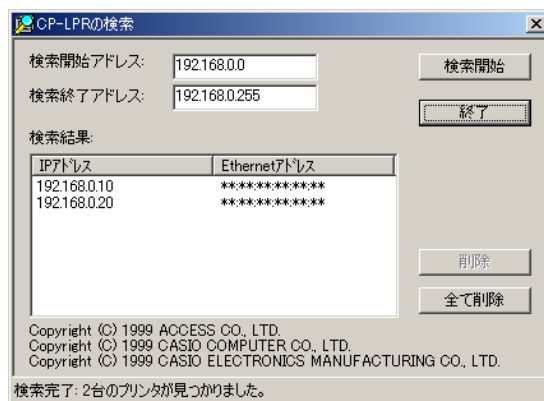 CP-LPRの検索
検索開始アドレス: 192.168.0.0 検索開始
検索終了アドレス: 192.168.0.255 終了
検索結果:
IPアドレス Ethernetアドレス
192.168.0.10 **:**:**:**:**:**
192.168.0.20 **:**:**:**:**:**
削除
全て削除
Copyright (C) 1999 ACCESS CO., LTD.
Copyright (C) 1999 CASIO COMPUTER CO., LTD.
Copyright (C) 1999 CASIO ELECTRONICS MANUFACTURING CO., LTD.
検索完了: 2台のプリンタが見つかりました。